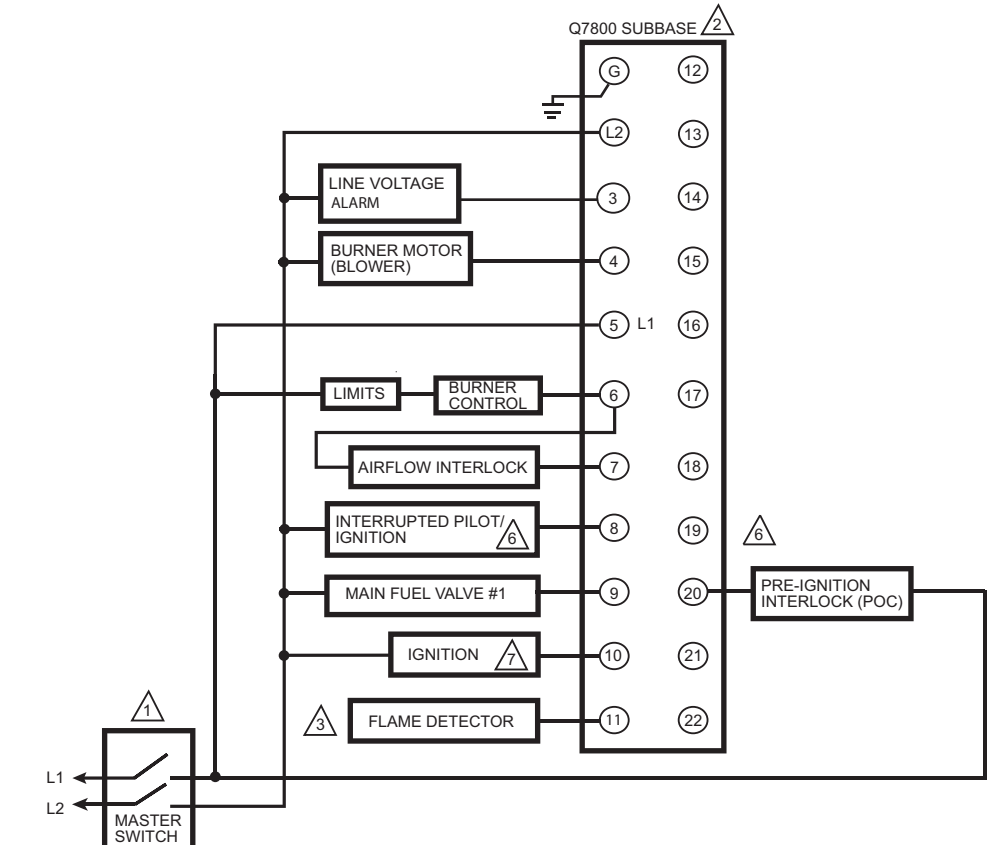 Q7800 SUBBASE 2
G 12
L2 13
LINE VOLTAGE
ALARM
3 14
BURNER MOTOR
(BLOWER)
4 15
5 L1 16
LIMITS
BURNER
CONTROL
6 17
AIRFLOW INTERLOCK
7 18
INTERRUPTED PILOT/
IGNITION 6
8 19
6
MAIN FUEL VALVE #1
9 20
PRE-IGNITION
INTERLOCK (POC)
IGNITION 7
10 21
3 FLAME DETECTOR
11 22
1
L1
L2
MASTER
SWITCH